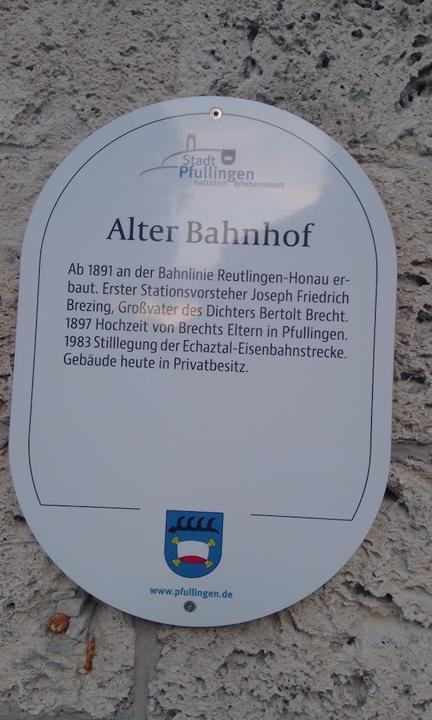 Stadt
Pfullingen
natürlich erlebenswert
Alter Bahnhof
Ab 1891 an der Bahnlinie Reutlingen-Honau er-
baut. Erster Stationsvorsteher Joseph Friedrich
Brezing, Großvater des Dichters Bertolt Brecht.
1897 Hochzeit von Brechts Eltern in Pfullingen.
1983 Stilllegung der Echaztal-Eisenbahnstrecke.
Gebäude heute in Privatbesitz.
www.pfullingen.de